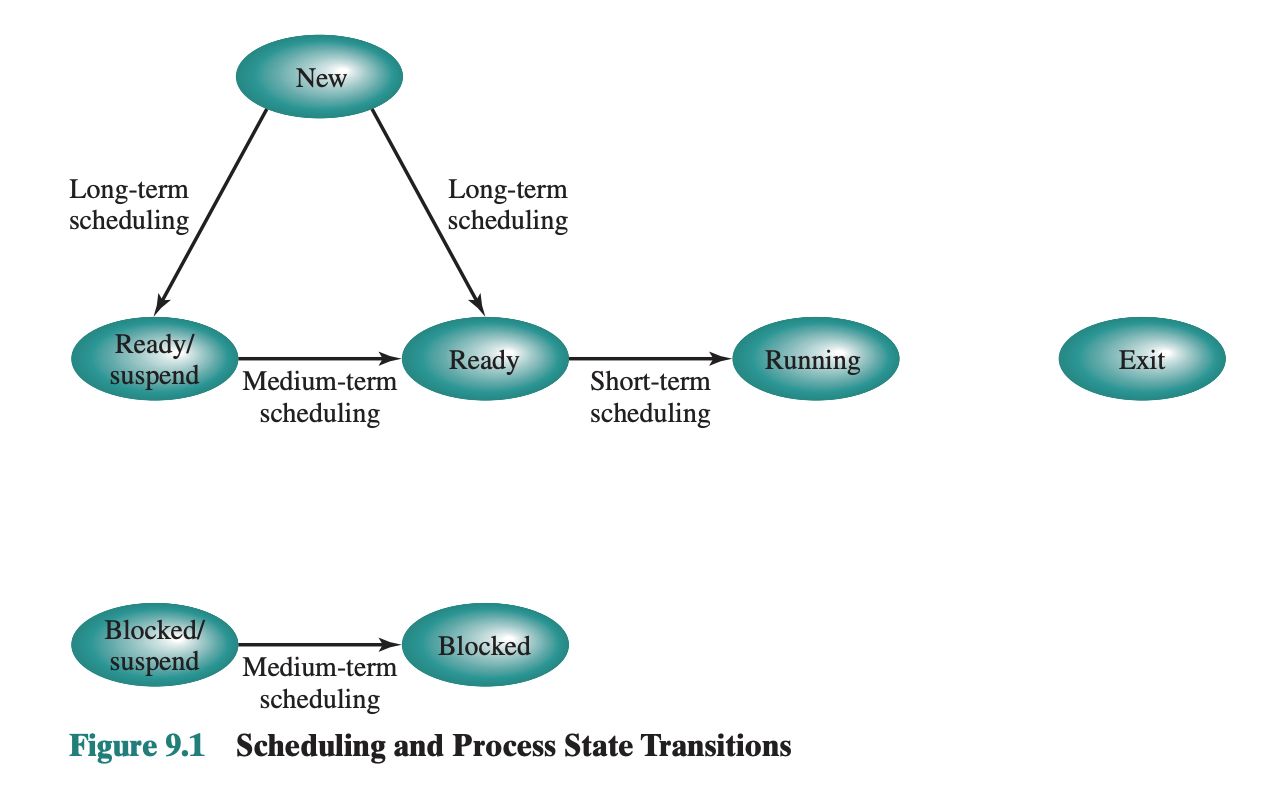 New
Long-term
scheduling
Long-term
scheduling
Ready/
suspend
Medium-term
scheduling
Ready
Short-term
scheduling
Running
Exit
Blocked/
suspend
Medium-term
scheduling
Blocked
Figure 9.1 Scheduling and Process State Transitions